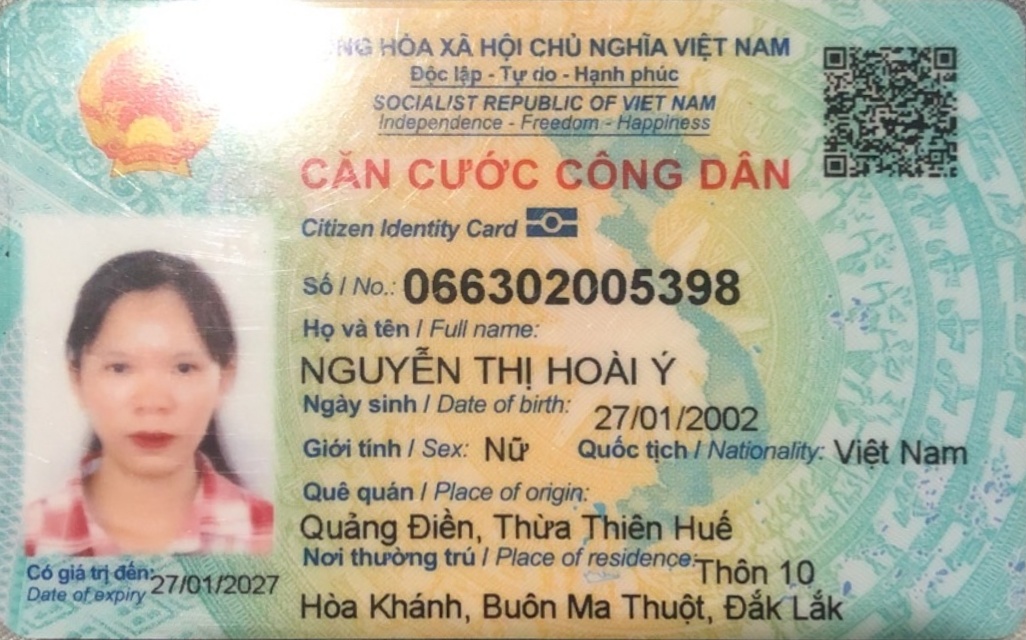 NG HÒA XÃ HỘI CHỦ NGHĨA VIỆT NAM
Độc lập - Tự do - Hạnh phúc
SOCIALIST REPUBLIC OF VIET NAM
Independence - Freedom - Happiness
CĂN CƯỚC CÔNG DÂN
Citizen Identity Card
Số / No.: 066302005398
Họ và tên / Full name:
NGUYỄN THỊ HOÀI Ý
Ngày sinh / Date of birth: 27/01/2002
Giới tính / Sex: Nữ Quốc tịch / Nationality: Việt Nam
Quê quán / Place of origin:
Quảng Điền, Thừa Thiên Huế
Nơi thường trú / Place of residence: Thôn 10
Hòa Khánh, Buôn Ma Thuột, Đắk Lắk
Có giá trị đến: 27/01/2027
Date of expiry